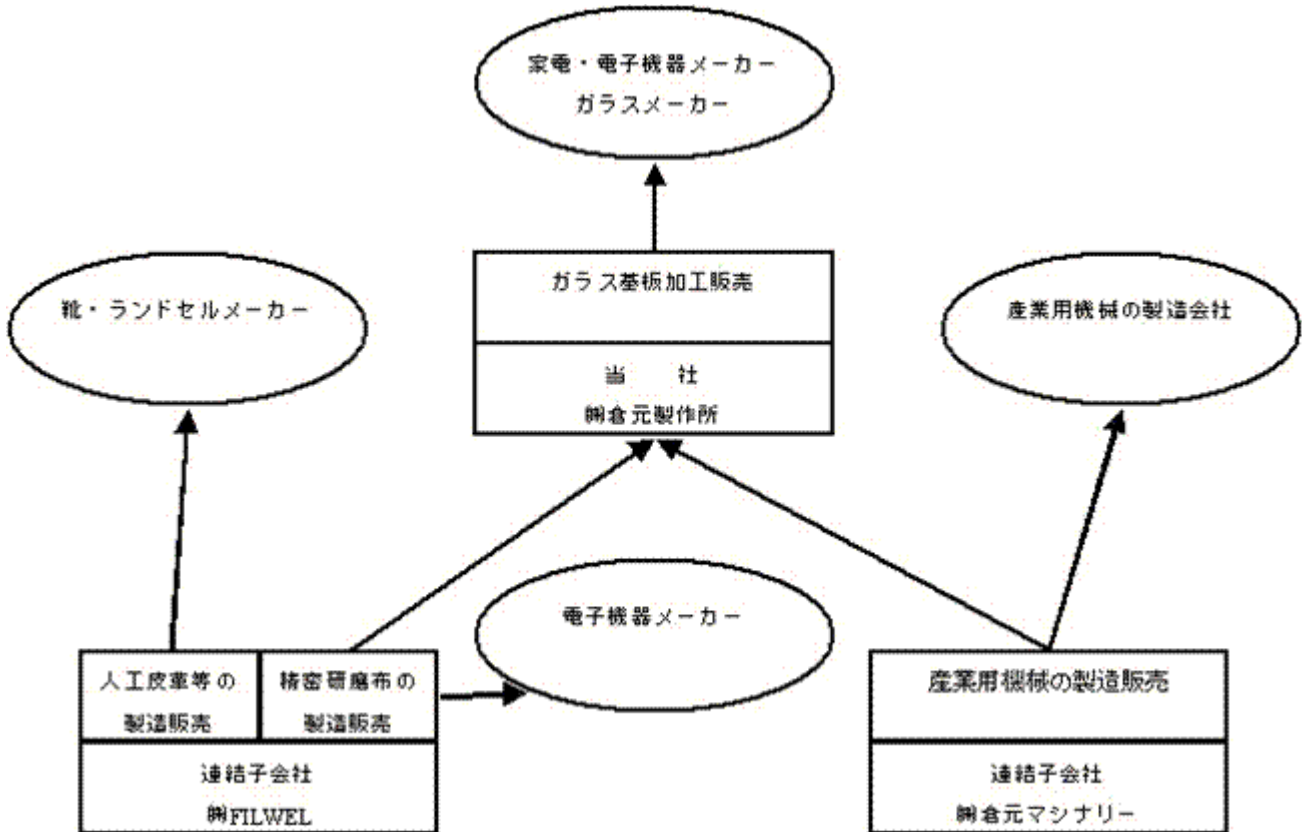 家電・電子機器メーカー
ガラスメーカー
ガラス基板加工販売
当　　社
㈱倉元製作所
靴・ランドセルメーカー
産業用機械の製造会社
電子機器メーカー
人工皮革等の
製造販売
精密研磨布の
製造販売
連結子会社
㈱FILWEL
産業用機械の製造販売
連結子会社
㈱倉元マシナリー